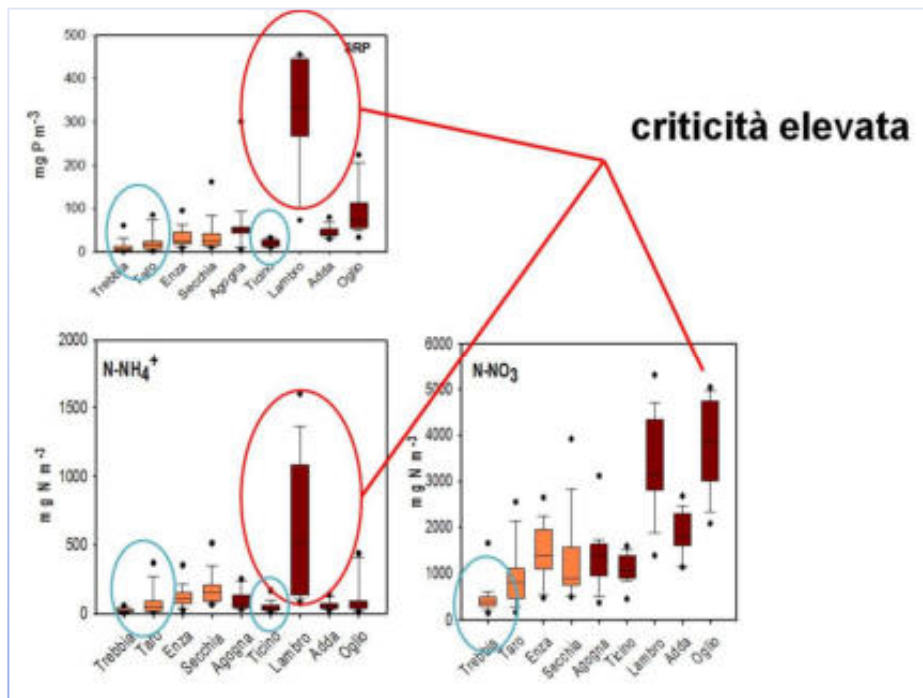 500
SRP
400
300
200
100
0
mg P m-3
Trebbia
Taro
Enza
Secchia
Agogna
Ticino
Lambro
Adda
Oglio
criticità elevata
2000
N-NH4+
1500
1000
500
0
mg N m-3
Trebbia
Taro
Enza
Secchia
Agogna
Ticino
Lambro
Adda
Oglio
6000
N-NO3
5000
4000
3000
2000
1000
0
mg N m-3
Trebbia
Taro
Enza
Secchia
Agogna
Ticino
Lambro
Adda
Oglio